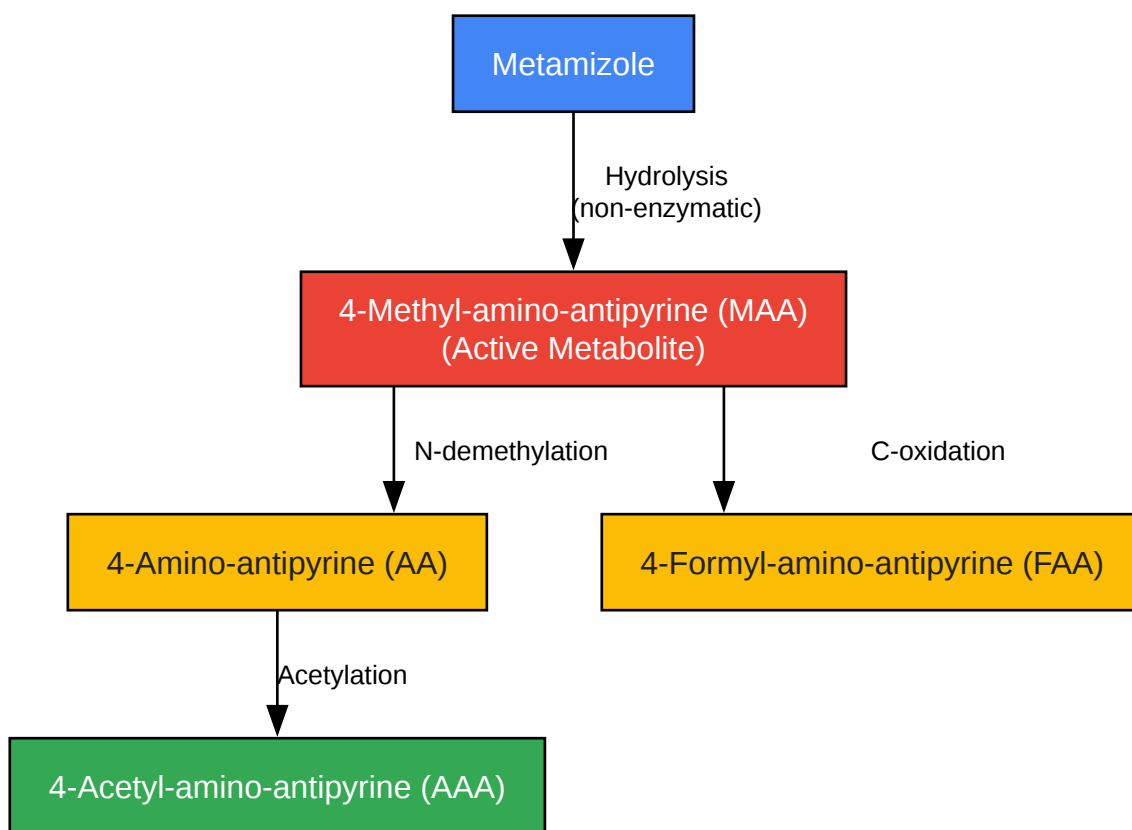 Metamizole
Hydrolysis
(non-enzymatic)
4-Methyl-amino-antipyrine (MAA)
(Active Metabolite)
N-demethylation
C-oxidation
4-Amino-antipyrine (AA)
4-Formyl-amino-antipyrine (FAA)
Acetylation
4-Acetyl-amino-antipyrine (AAA)